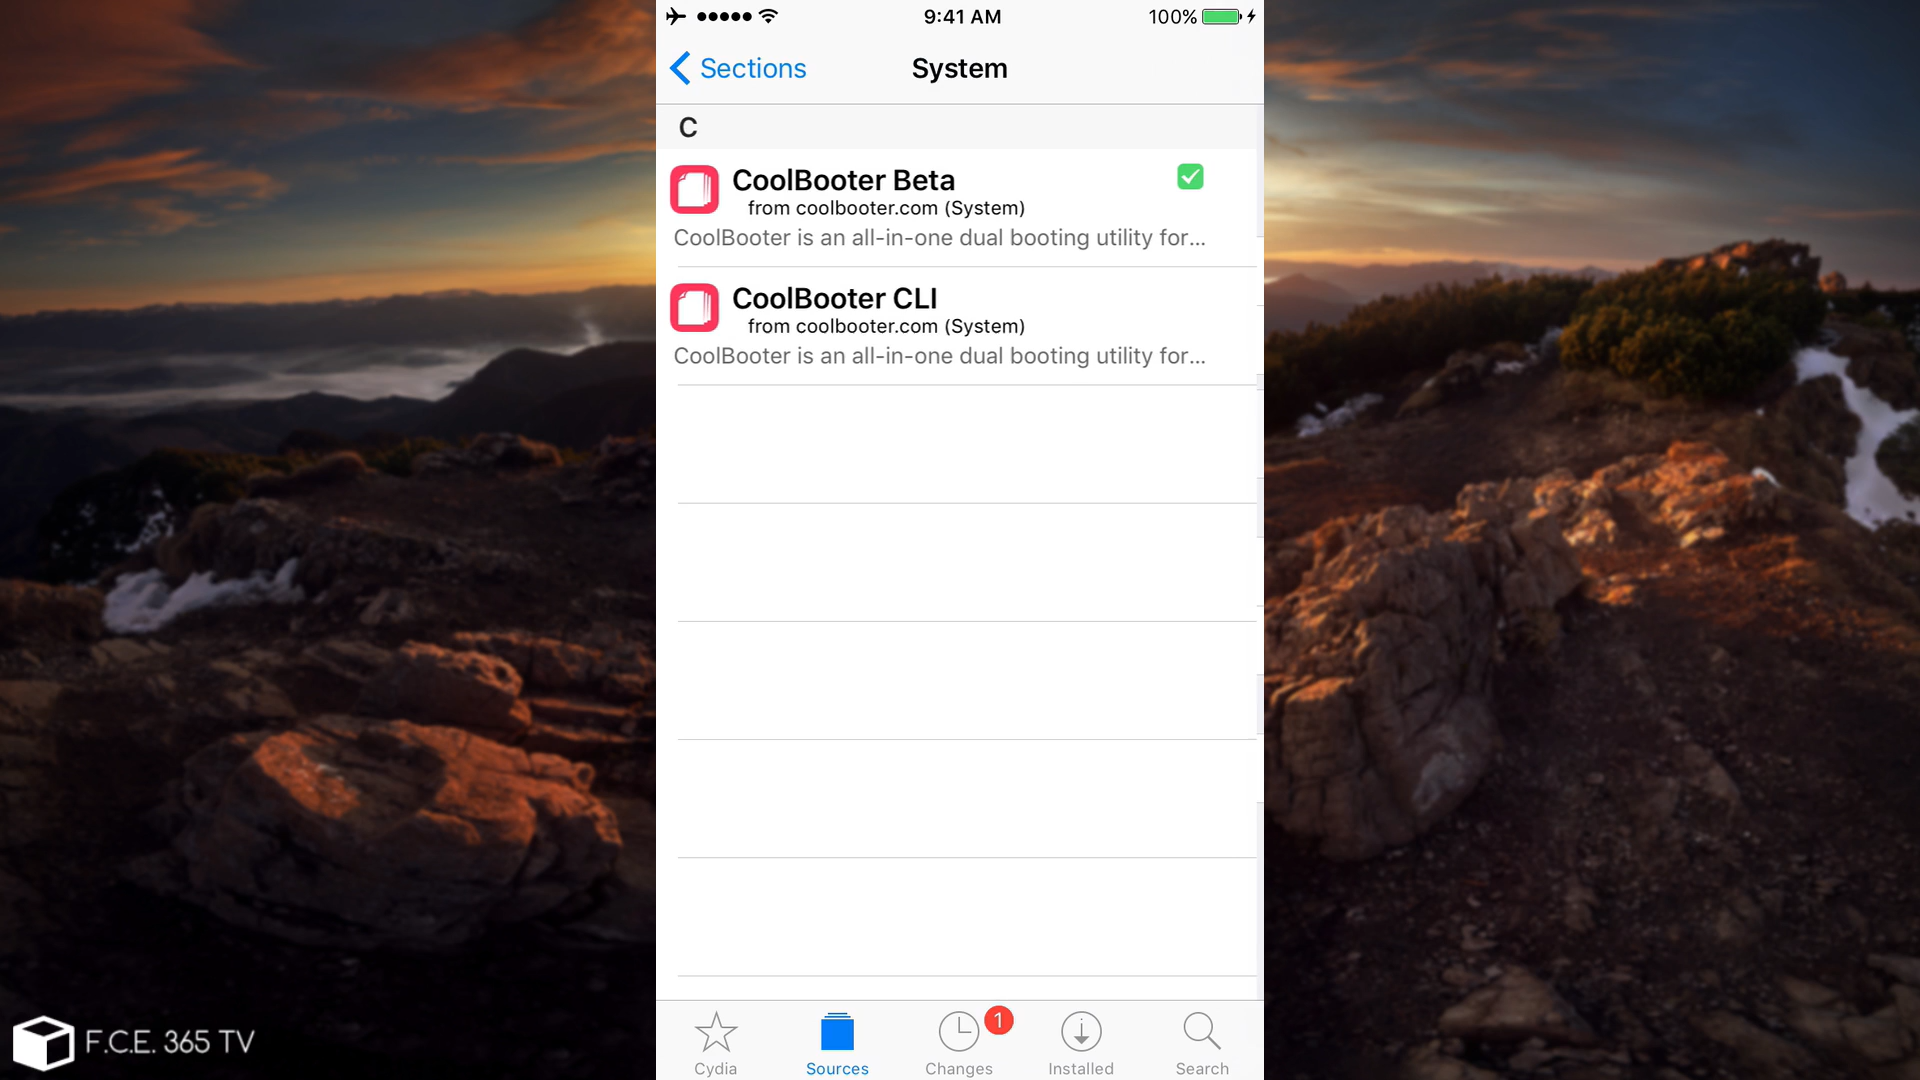 9:41 AM
100%
Sections
System
C
CoolBooter Beta
from coolbooter.com (System)
CoolBooter is an all-in-one dual booting utility for...
CoolBooter CLI
from coolbooter.com (System)
CoolBooter is an all-in-one dual booting utility for...
1
Cydia
Sources
Changes
Installed
Search
F.C.E. 365 TV